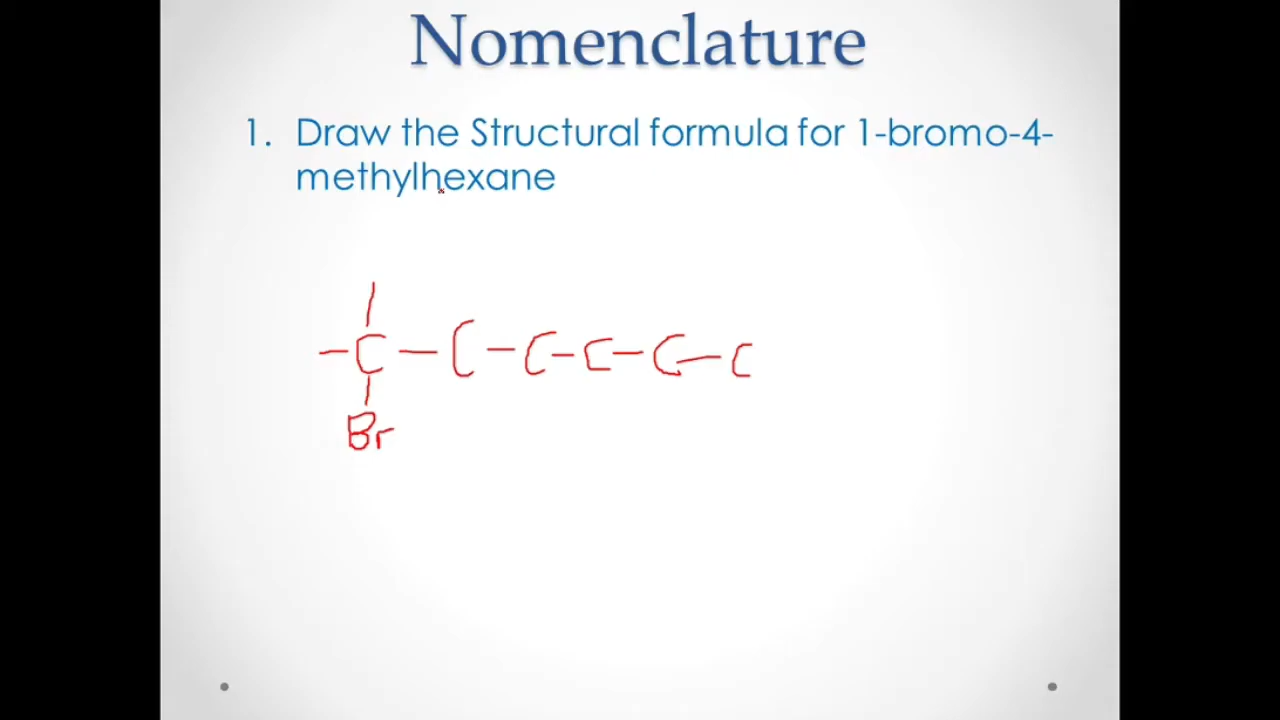 Nomenclature
1. Draw the Structural formula for 1-bromo-4-
methylhexane
C C C C C C
Br